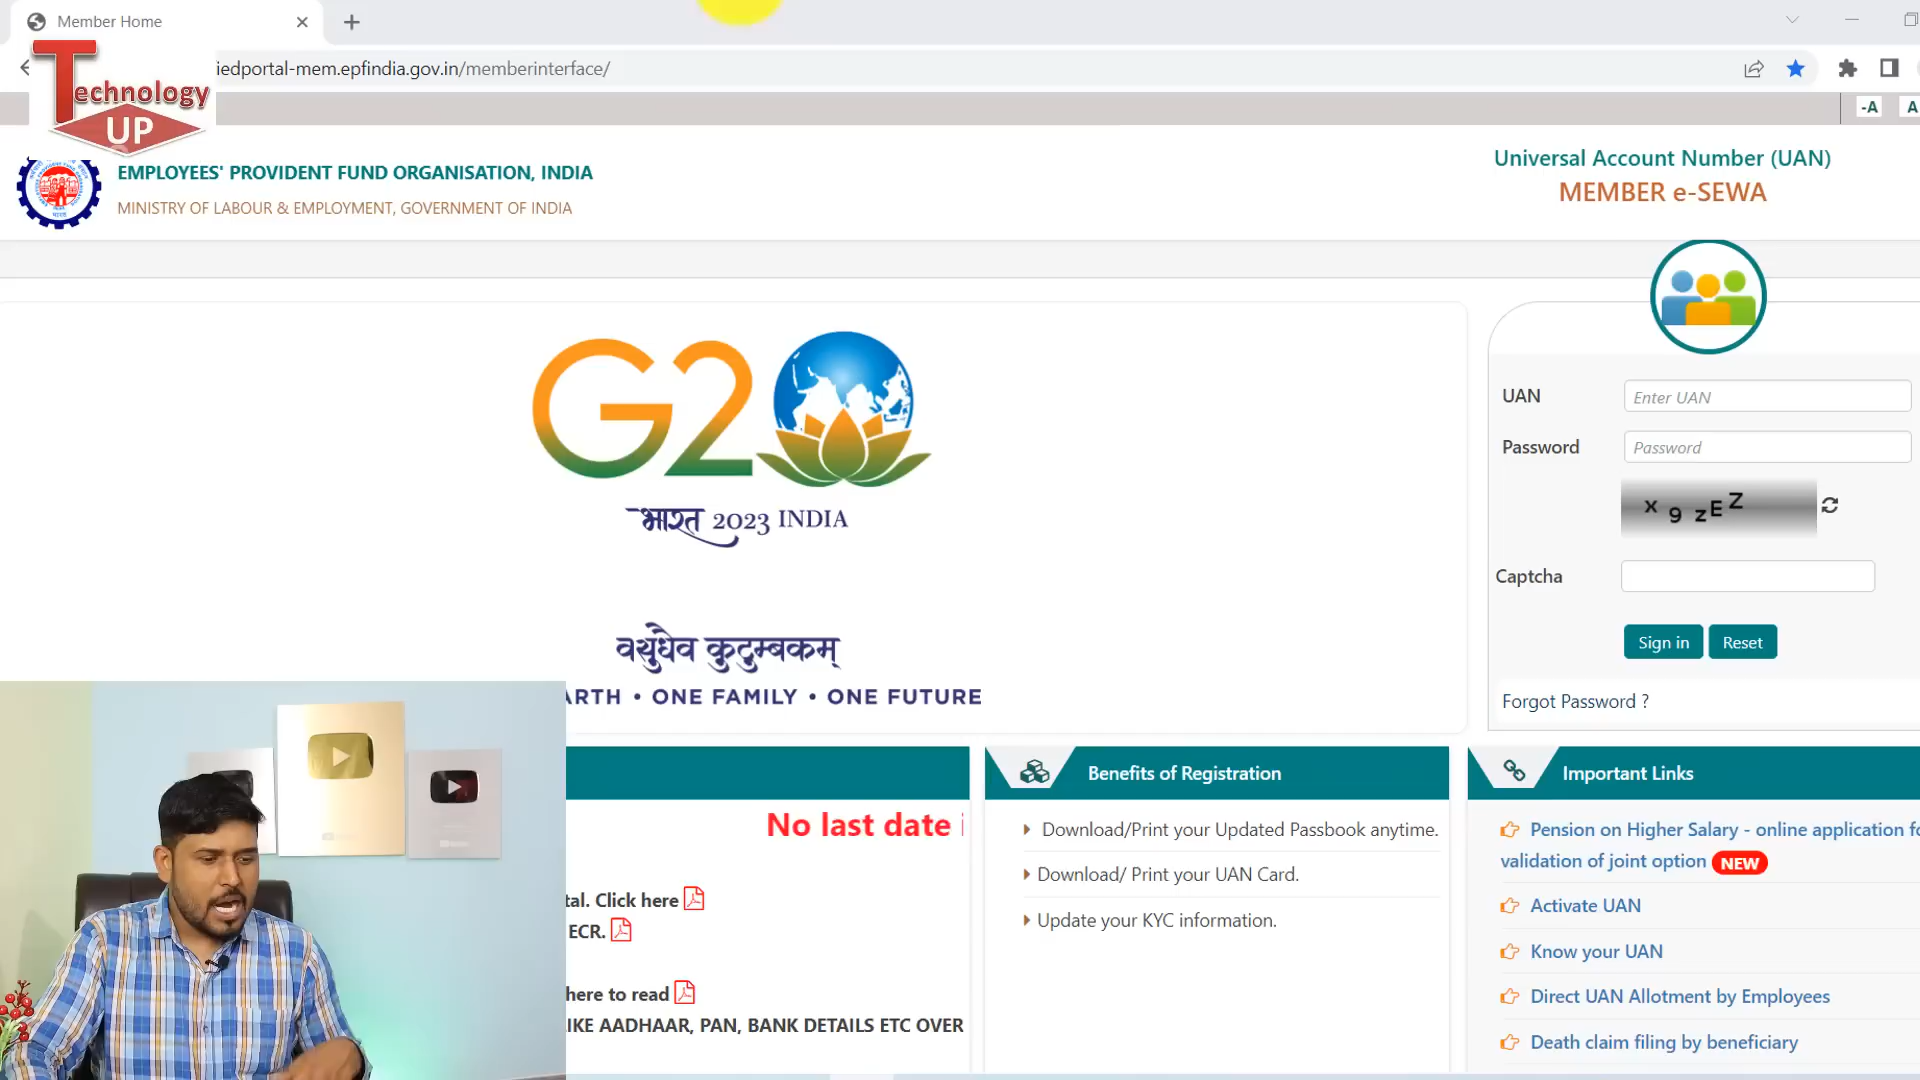 Member Home
Technology
UP
iedportal-mem.epfindia.gov.in/memberinterface/
-A
A
EMPLOYEES' PROVIDENT FUND ORGANISATION, INDIA
MINISTRY OF LABOUR & EMPLOYMENT, GOVERNMENT OF INDIA
Universal Account Number (UAN)
MEMBER e-SEWA
G20
भारत 2023 INDIA
वसुधैव कुटुम्बकम्
ARTH • ONE FAMILY • ONE FUTURE
UAN
Enter UAN
Password
Password
x 9 z E Z
Captcha
Sign in
Reset
Forgot Password ?
No last date i
tal. Click here
ECR.
here to read
IKE AADHAAR, PAN, BANK DETAILS ETC OVER
Benefits of Registration
Download/Print your Updated Passbook anytime.
Download/ Print your UAN Card.
Update your KYC information.
Important Links
Pension on Higher Salary - online application fo
validation of joint option NEW
Activate UAN
Know your UAN
Direct UAN Allotment by Employees
Death claim filing by beneficiary